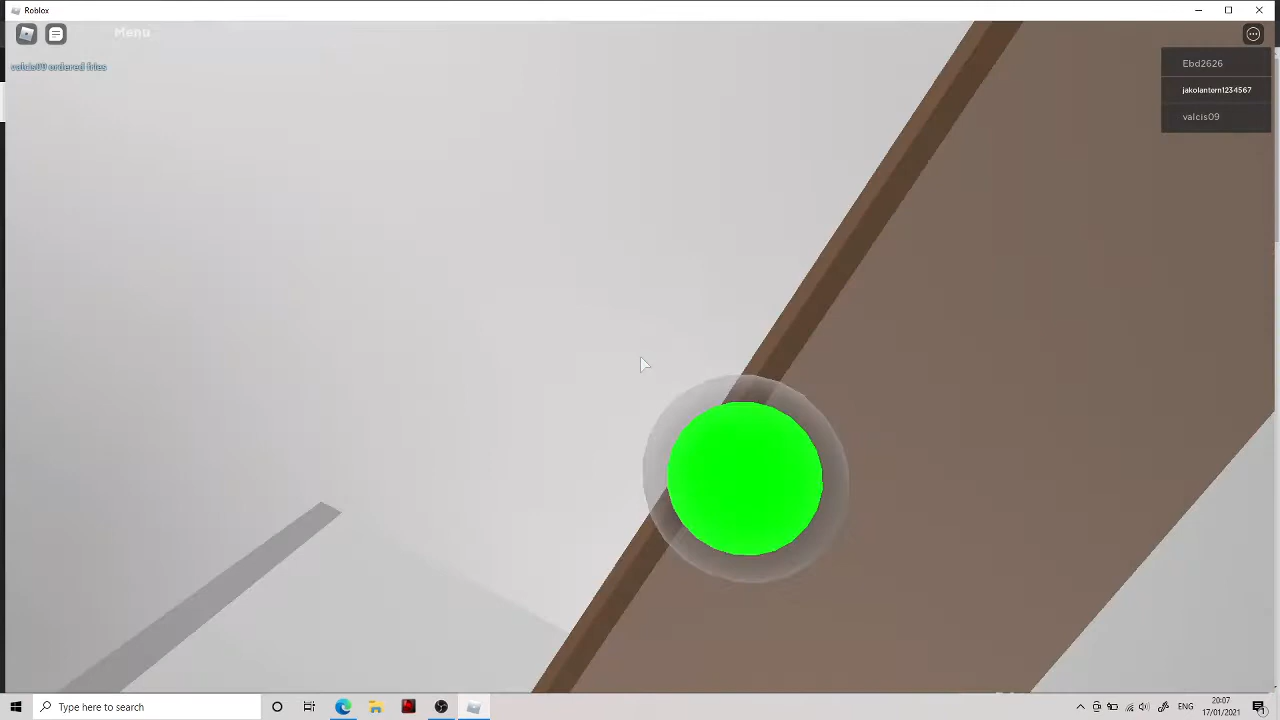 Roblox
Menu
valcis09 ordered fries
Ebd2626
jakolantern1234567
valcis09
Type here to search
ENG
20:07
17/01/2021